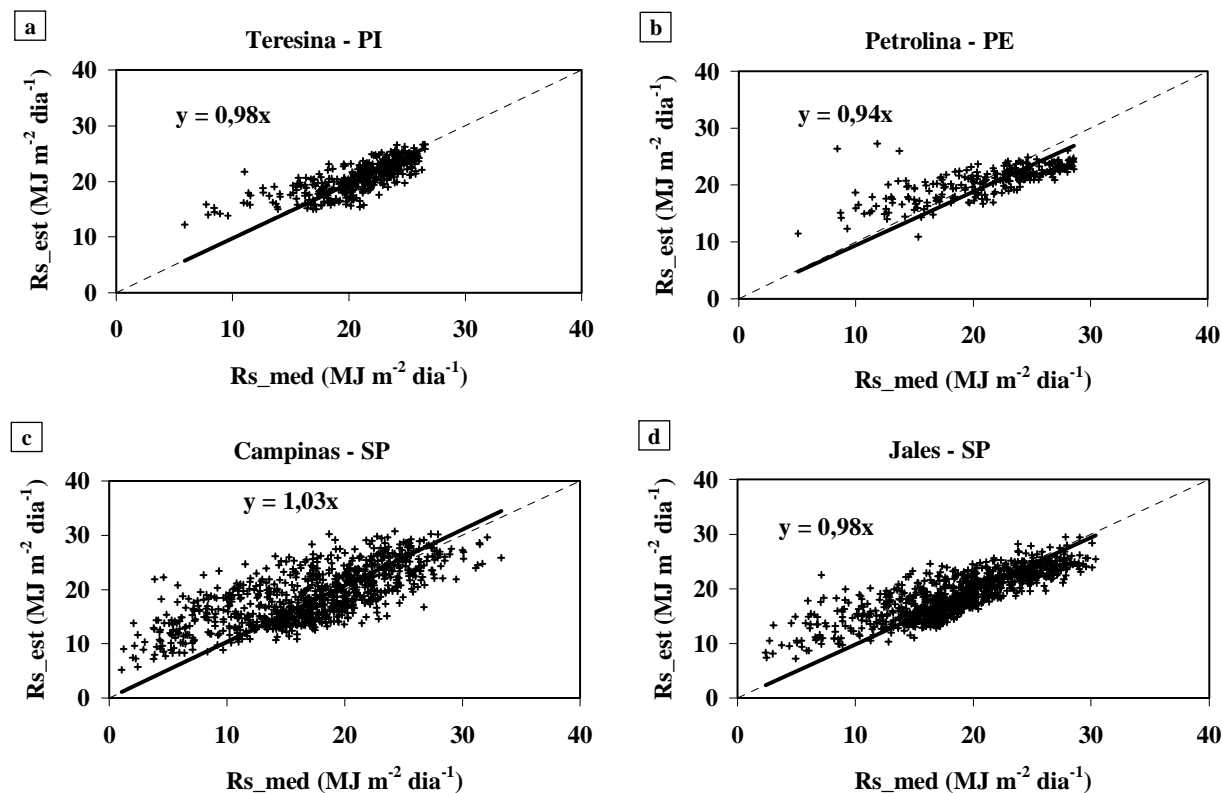 a
Teresina - PI
y = 0,98x
Rs_est (MJ m⁻² dia⁻¹)
40
30
20
10
0
0 10 20 30 40
Rs_med (MJ m⁻² dia⁻¹)
b
Petrolina - PE
y = 0,94x
Rs_est (MJ m⁻² dia⁻¹)
40
30
20
10
0
0 10 20 30 40
Rs_med (MJ m⁻² dia⁻¹)
c
Campinas - SP
y = 1,03x
Rs_est (MJ m⁻² dia⁻¹)
40
30
20
10
0
0 10 20 30 40
Rs_med (MJ m⁻² dia⁻¹)
d
Jales - SP
y = 0,98x
Rs_est (MJ m⁻² dia⁻¹)
40
30
20
10
0
0 10 20 30 40
Rs_med (MJ m⁻² dia⁻¹)